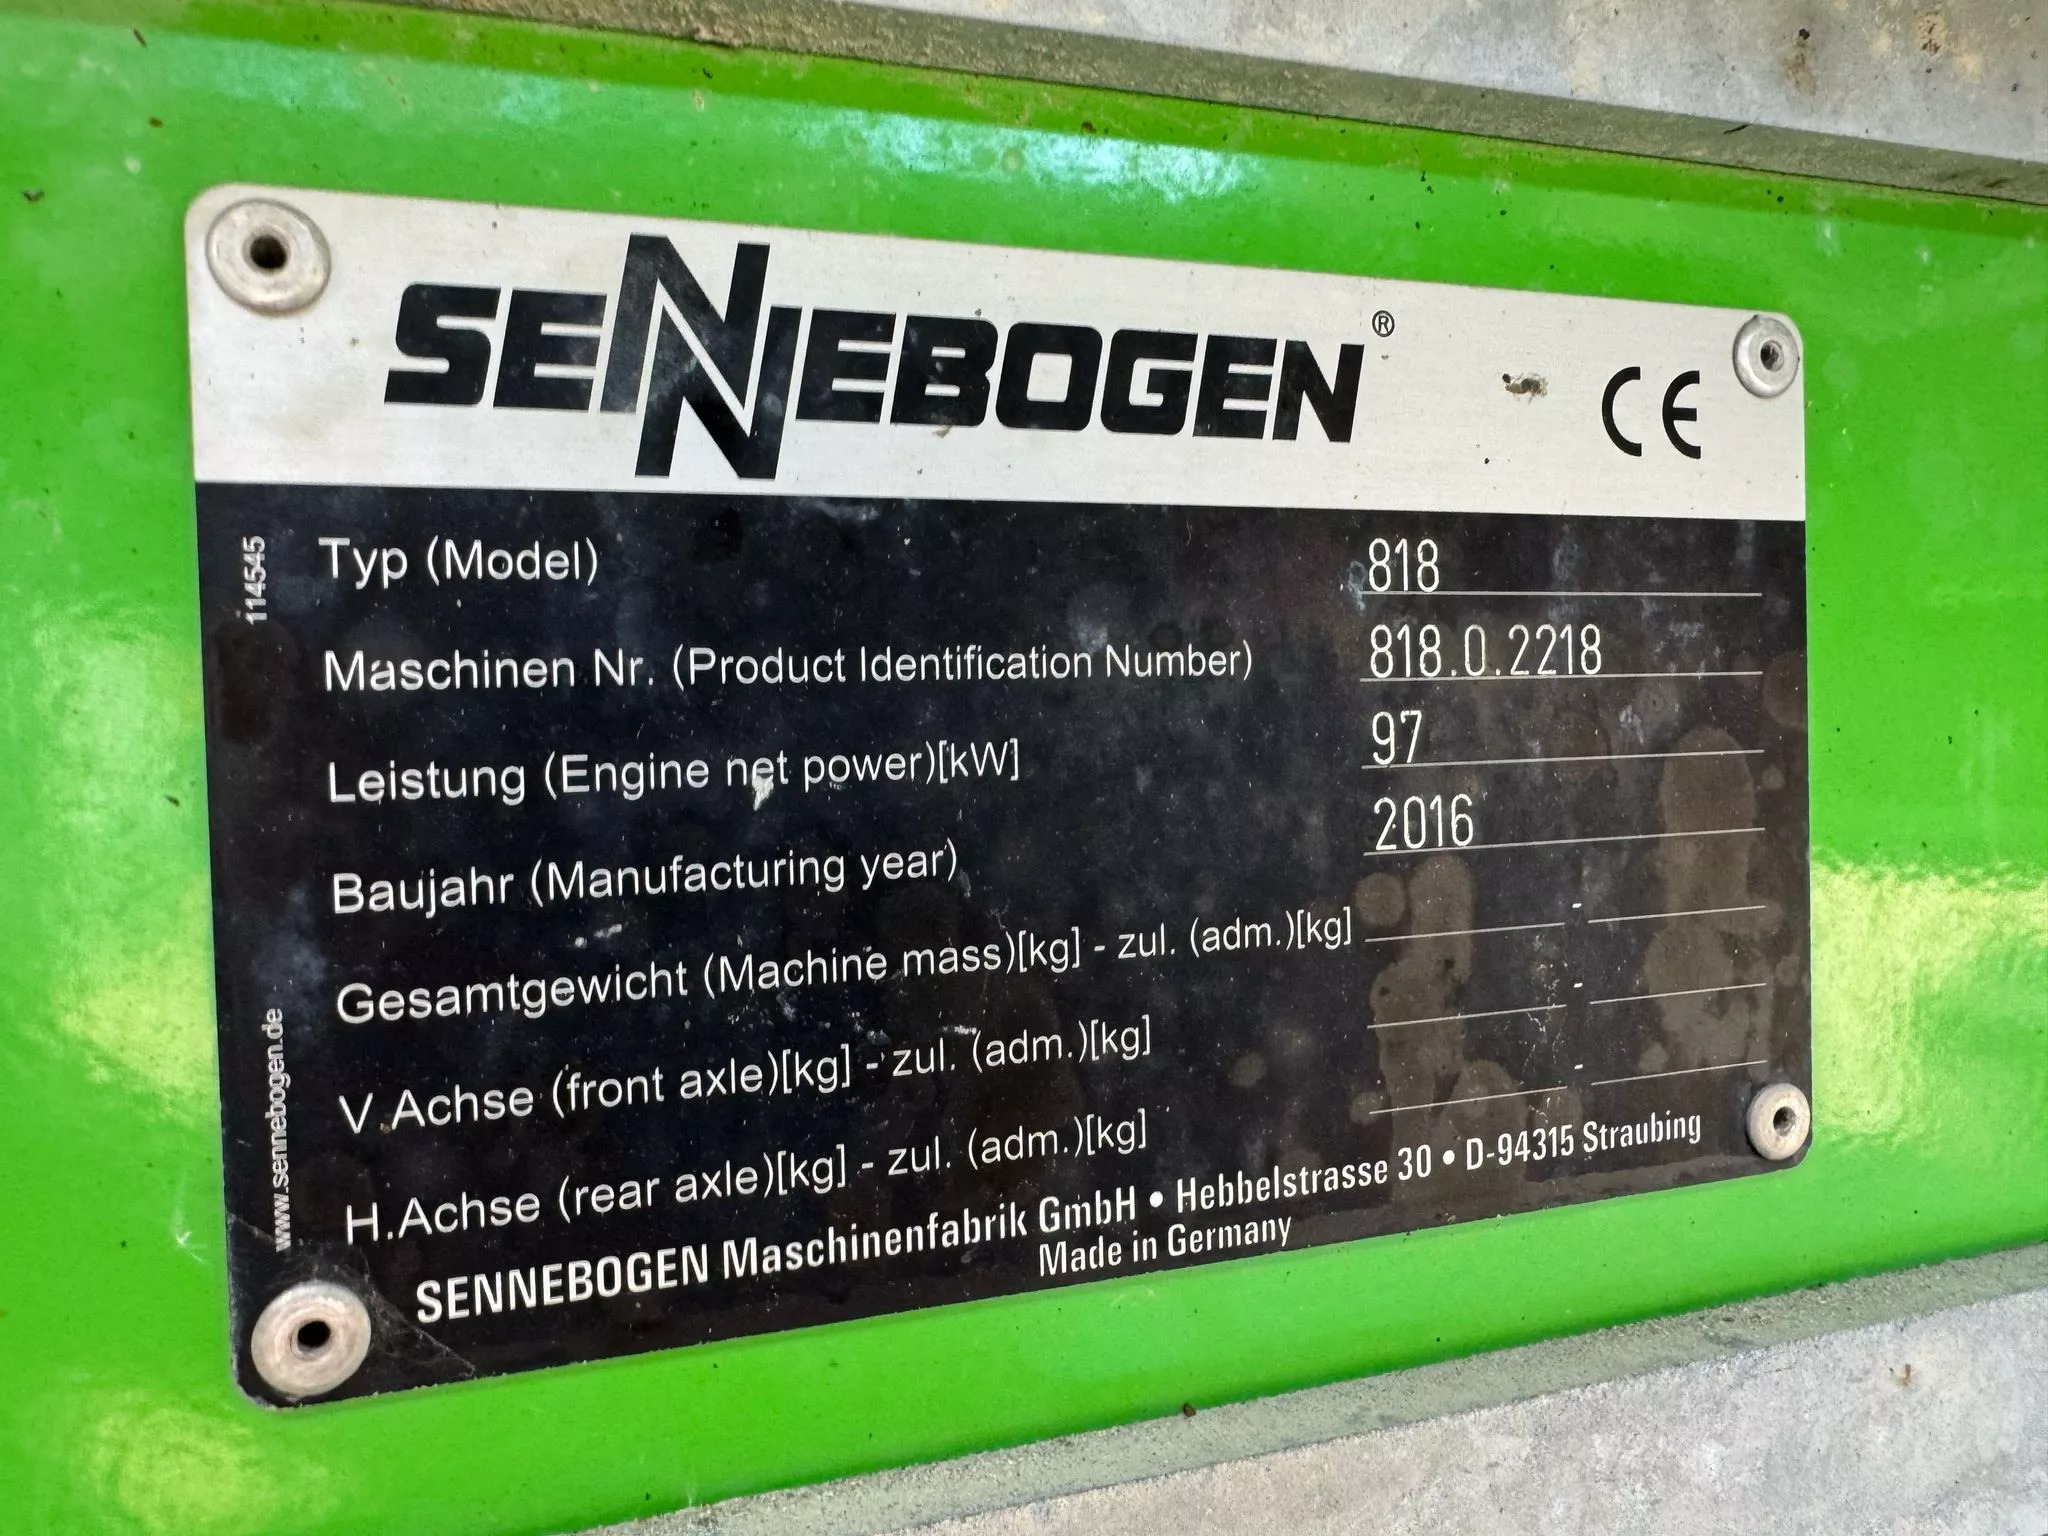 SENNEBOGEN®
CE
114545
Typ (Model) 818
Maschinen Nr. (Product Identification Number) 818.0.2218
Leistung (Engine net power)[kW] 97
Baujahr (Manufacturing year) 2016
Gesamtgewicht (Machine mass)[kg] - zul. (adm.)[kg] -
V.Achse (front axle)[kg] - zul. (adm.)[kg] -
H.Achse (rear axle)[kg] - zul. (adm.)[kg] -
www.sennebogen.de
SENNEBOGEN Maschinenfabrik GmbH • Hebbelstrasse 30 • D-94315 Straubing
Made in Germany